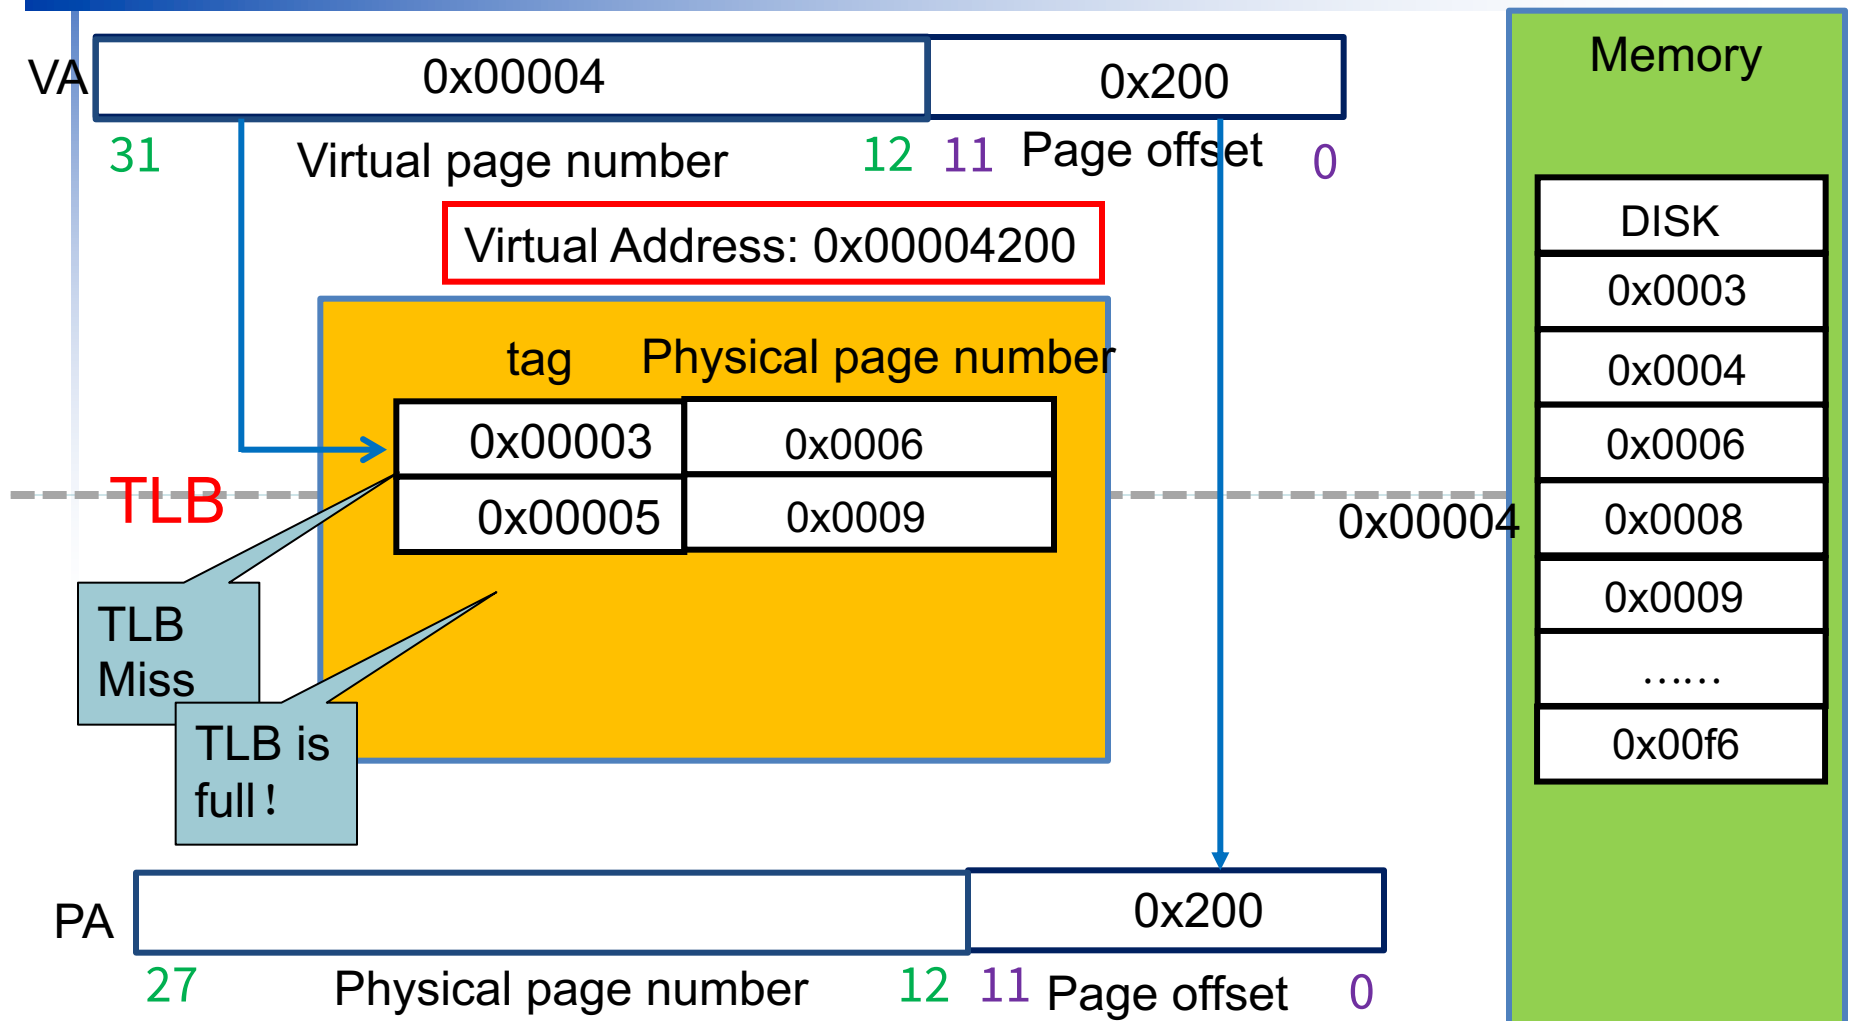 VA 0x00004 0x200
31 Virtual page number 12 11 Page offset 0
Virtual Address: 0x00004200
tag Physical page number
0x00003 0x0006
0x00005 0x0009
TLB
TLB
Miss
TLB is
full！
PA 0x200
27 Physical page number 12 11 Page offset 0
Memory
DISK
0x0003
0x0004
0x0006
0x00004 0x0008
0x0009
……
0x00f6